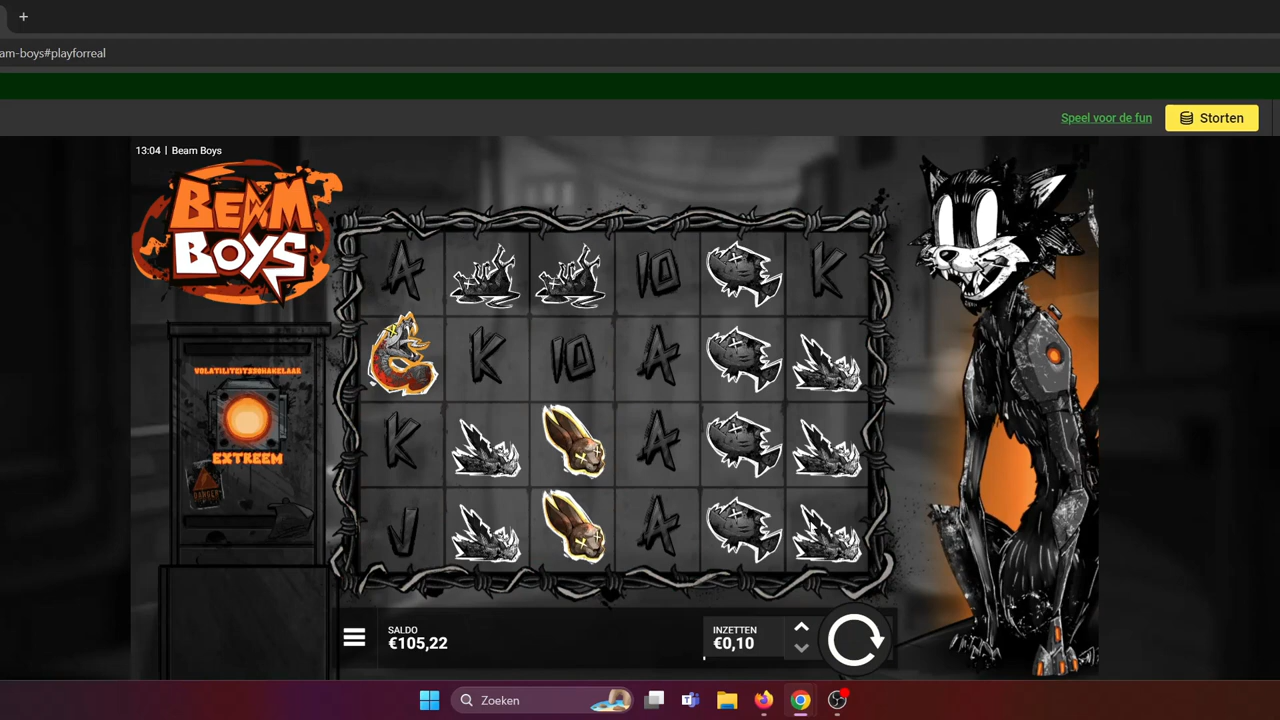 am-boys#playforreal
Speel voor de fun
Storten
13:04 | Beam Boys
BEAM
BOYS
A
10
K
K
10
A
K
A
J
A
VOLATILITEITSSCHAKELAAR
EXTREEM
DANGER
SALDO
€105,22
INZETTEN
€0,10
Zoeken